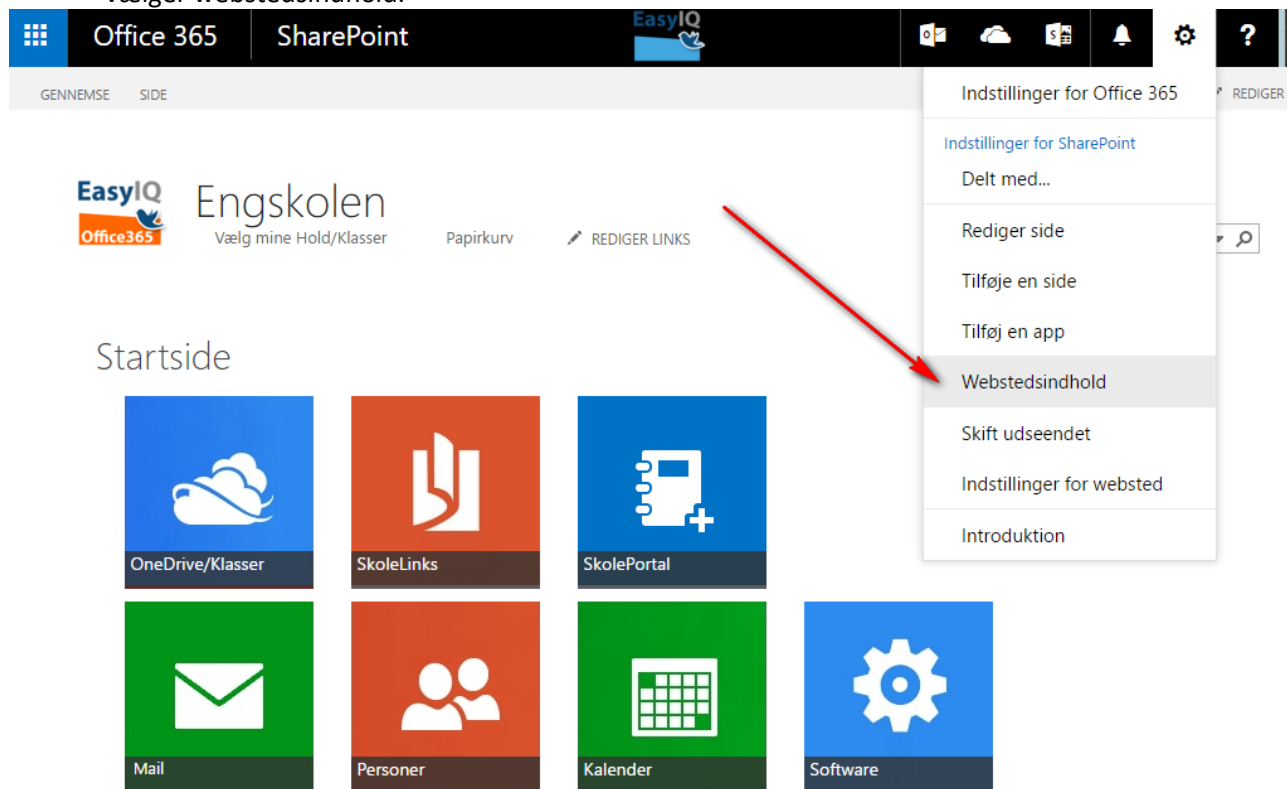 vælger webstedsindhold.
Office 365 SharePoint EasyIQ ?
GENNEMSE SIDE REDIGER
Indstillinger for Office 365
Indstillinger for SharePoint
Delt med...
Rediger side
Tilføje en side
Tilføj en app
Webstedsindhold
Skift udseendet
Indstillinger for websted
Introduktion
EasyIQ
Office365
Engskolen
Vælg mine Hold/Klasser Papirkurv REDIGER LINKS
Startside
OneDrive/Klasser SkoleLinks SkolePortal
Mail Personer Kalender Software